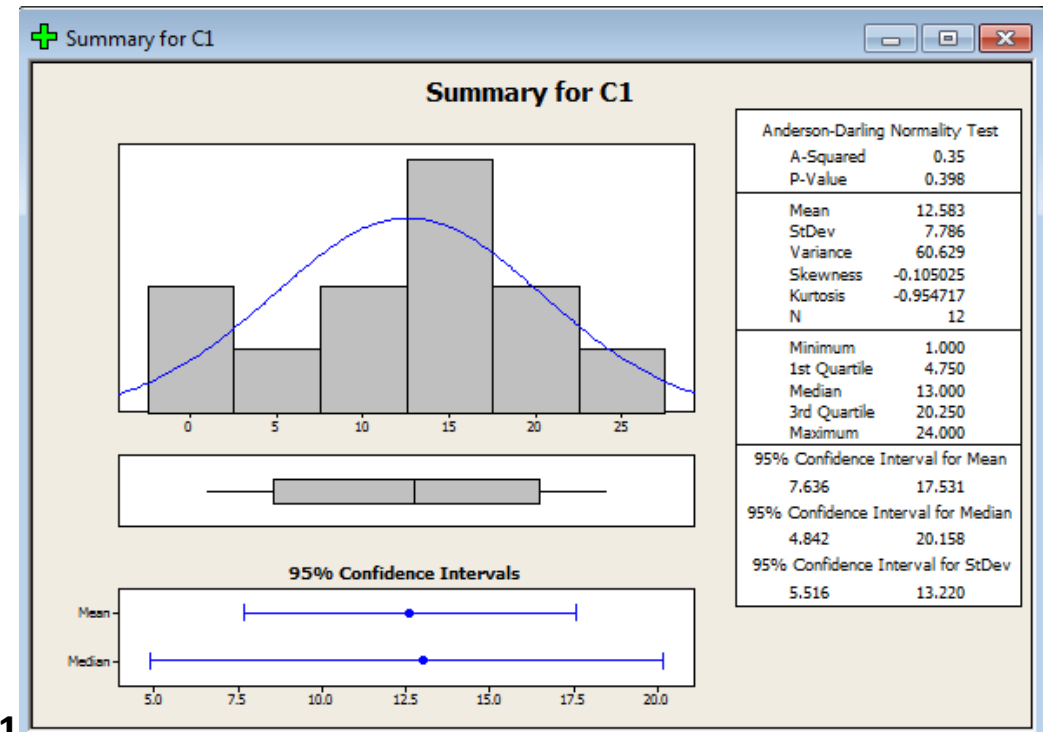 Summary for C1
Summary for C1
Anderson-Darling Normality Test
A-Squared 0.35
P-Value 0.398
Mean 12.583
StDev 7.786
Variance 60.629
Skewness -0.105025
Kurtosis -0.954717
N 12
Minimum 1.000
1st Quartile 4.750
Median 13.000
3rd Quartile 20.250
Maximum 24.000
95% Confidence Interval for Mean
7.636 17.531
95% Confidence Interval for Median
4.842 20.158
95% Confidence Interval for StDev
5.516 13.220
0 5 10 15 20 25
95% Confidence Intervals
Mean
Median
5.0 7.5 10.0 12.5 15.0 17.5 20.0
1